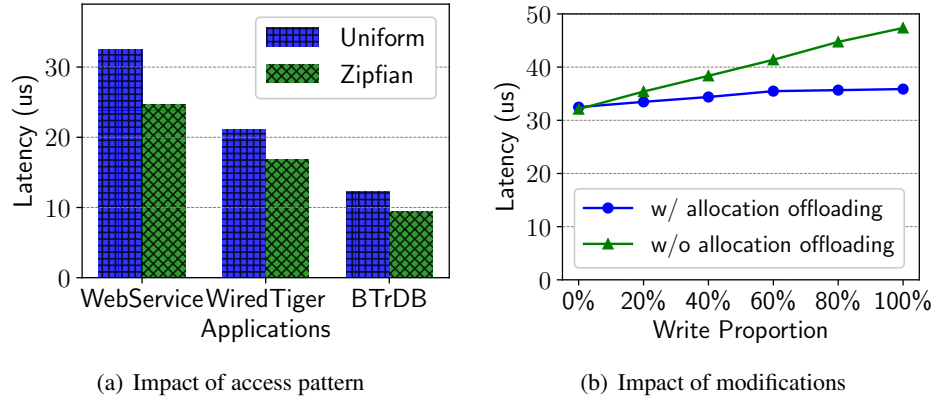 Uniform
Zipfian
30
20
10
0
Latency (us)
WebService
WiredTiger
BTrDB
Applications
(a) Impact of access pattern
50
40
30
20
10
0
Latency (us)
w/ allocation offloading
w/o allocation offloading
0% 20% 40% 60% 80% 100%
Write Proportion
(b) Impact of modifications